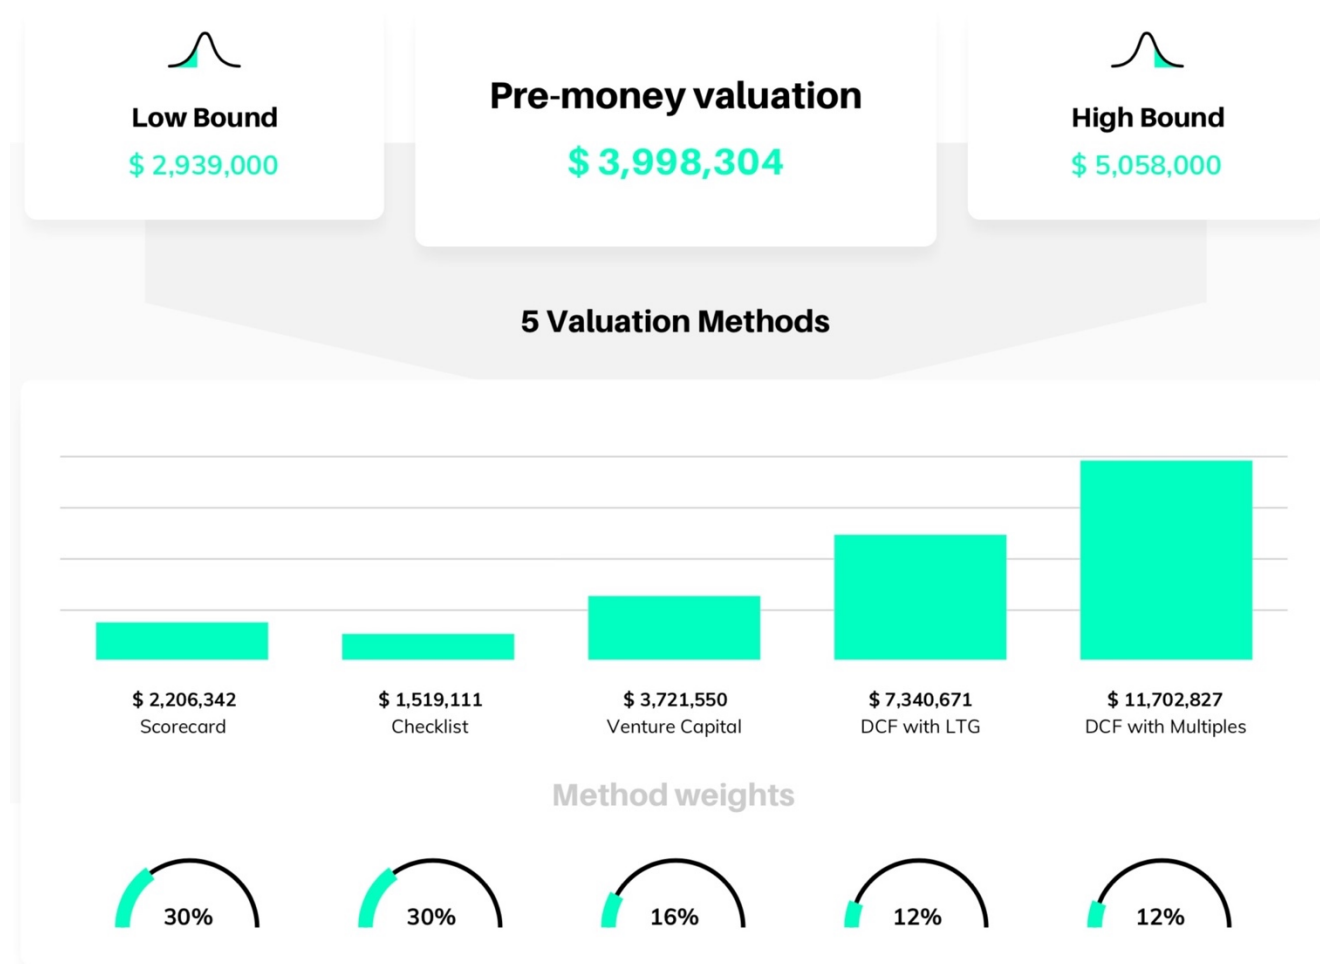 Low Bound
$ 2,939,000
Pre-money valuation
$ 3,998,304
High Bound
$ 5,058,000
5 Valuation Methods
$ 2,206,342
Scorecard
$ 1,519,111
Checklist
$ 3,721,550
Venture Capital
$ 7,340,671
DCF with LTG
$ 11,702,827
DCF with Multiples
Method weights
30%
30%
16%
12%
12%